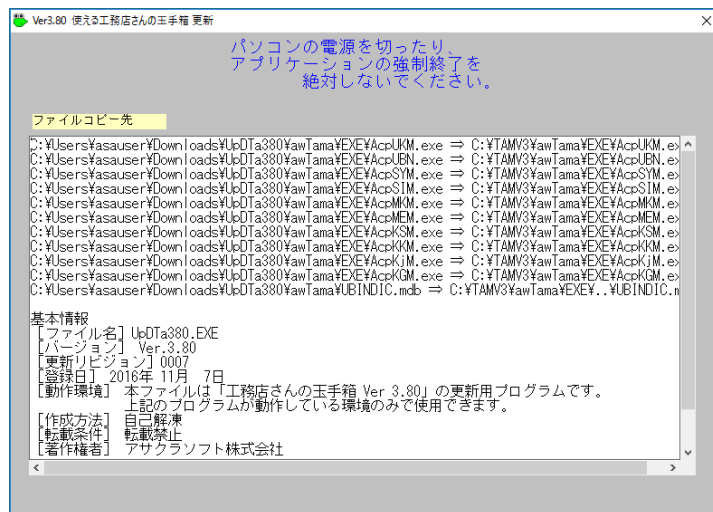 Ver3.80 使える工務店さんの玉手箱 更新
パソコンの電源を切ったり、
アプリケーションの強制終了を
絶対しないでください。
ファイルコピー先
C:¥Users¥asauser¥Downloads¥UpDTa380¥awTama¥EXE¥AcpUKM.exe ⇒ C:¥TAMV3¥awTama¥EXE¥AcpUKM.ex
C:¥Users¥asauser¥Downloads¥UpDTa380¥awTama¥EXE¥AcpUBN.exe ⇒ C:¥TAMV3¥awTama¥EXE¥AcpUBN.ex
C:¥Users¥asauser¥Downloads¥UpDTa380¥awTama¥EXE¥AcpSYM.exe ⇒ C:¥TAMV3¥awTama¥EXE¥AcpSYM.ex
C:¥Users¥asauser¥Downloads¥UpDTa380¥awTama¥EXE¥AcpSIM.exe ⇒ C:¥TAMV3¥awTama¥EXE¥AcpSIM.ex
C:¥Users¥asauser¥Downloads¥UpDTa380¥awTama¥EXE¥AcpMKM.exe ⇒ C:¥TAMV3¥awTama¥EXE¥AcpMKM.ex
C:¥Users¥asauser¥Downloads¥UpDTa380¥awTama¥EXE¥AcpMEM.exe ⇒ C:¥TAMV3¥awTama¥EXE¥AcpMEM.ex
C:¥Users¥asauser¥Downloads¥UpDTa380¥awTama¥EXE¥AcpKSM.exe ⇒ C:¥TAMV3¥awTama¥EXE¥AcpKSM.ex
C:¥Users¥asauser¥Downloads¥UpDTa380¥awTama¥EXE¥AcpKKM.exe ⇒ C:¥TAMV3¥awTama¥EXE¥AcpKKM.ex
C:¥Users¥asauser¥Downloads¥UpDTa380¥awTama¥EXE¥AcpKjM.exe ⇒ C:¥TAMV3¥awTama¥EXE¥AcpKjM.ex
C:¥Users¥asauser¥Downloads¥UpDTa380¥awTama¥EXE¥AcpKGM.exe ⇒ C:¥TAMV3¥awTama¥EXE¥AcpKGM.ex
C:¥Users¥asauser¥Downloads¥UpDTa380¥awTama¥UBINDIC.mdb ⇒ C:¥TAMV3¥awTama¥EXE¥..¥UBINDIC.m
基本情報
[ファイル名] UpDTa380.EXE
[バージョン] Ver.3.80
[更新リビジョン] 0007
[登録日] 2016年 11月 7日
[動作環境] 本ファイルは「工務店さんの玉手箱 Ver 3.80」の更新用プログラムです。
上記のプログラムが動作している環境のみで使用できます。
[作成方法] 自己解凍
[転載条件] 転載禁止
[著作権者] アサクラソフト株式会社